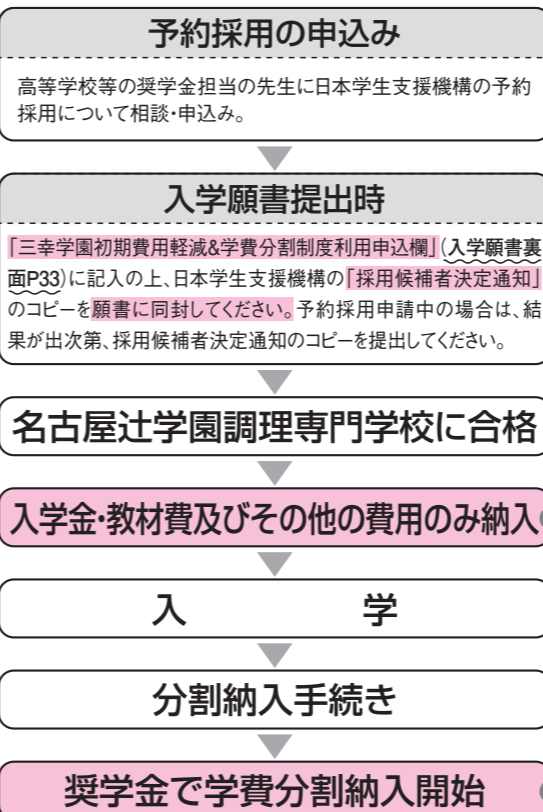 予約採用の申込み
高等学校等の奨学金担当の先生に日本学生支援機構の予約
採用について相談・申込み。
入学願書提出時
「三幸学園初期費用軽減&学費分割制度利用申込欄」(入学願書裏
面P33)に記入の上、日本学生支援機構の「採用候補者決定通知」
のコピーを願書に同封してください。予約採用申請中の場合は、結
果が出次第、採用候補者決定通知のコピーを提出してください。
名古屋辻学園調理専門学校に合格
入学金・教材費及びその他の費用のみ納入
入　　　学
分割納入手続き
奨学金で学費分割納入開始